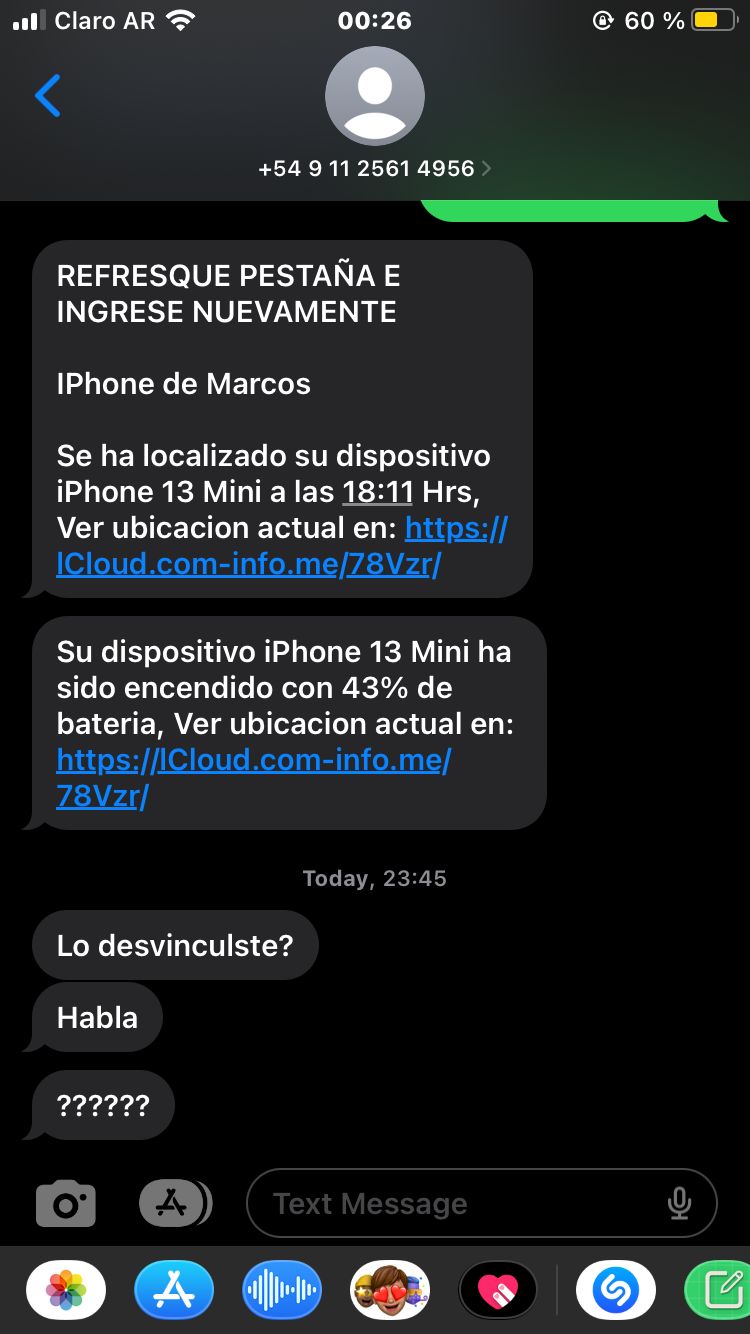 Claro AR 00:26 60 %
+54 9 11 2561 4956
REFRESQUE PESTAÑA E
INGRESE NUEVAMENTE
IPhone de Marcos
Se ha localizado su dispositivo
iPhone 13 Mini a las 18:11 Hrs,
Ver ubicacion actual en: https://
lCloud.com-info.me/78Vzr/
Su dispositivo iPhone 13 Mini ha
sido encendido con 43% de
bateria, Ver ubicacion actual en:
https://lCloud.com-info.me/
78Vzr/
Today, 23:45
Lo desvinculste?
Habla
??????
Text Message